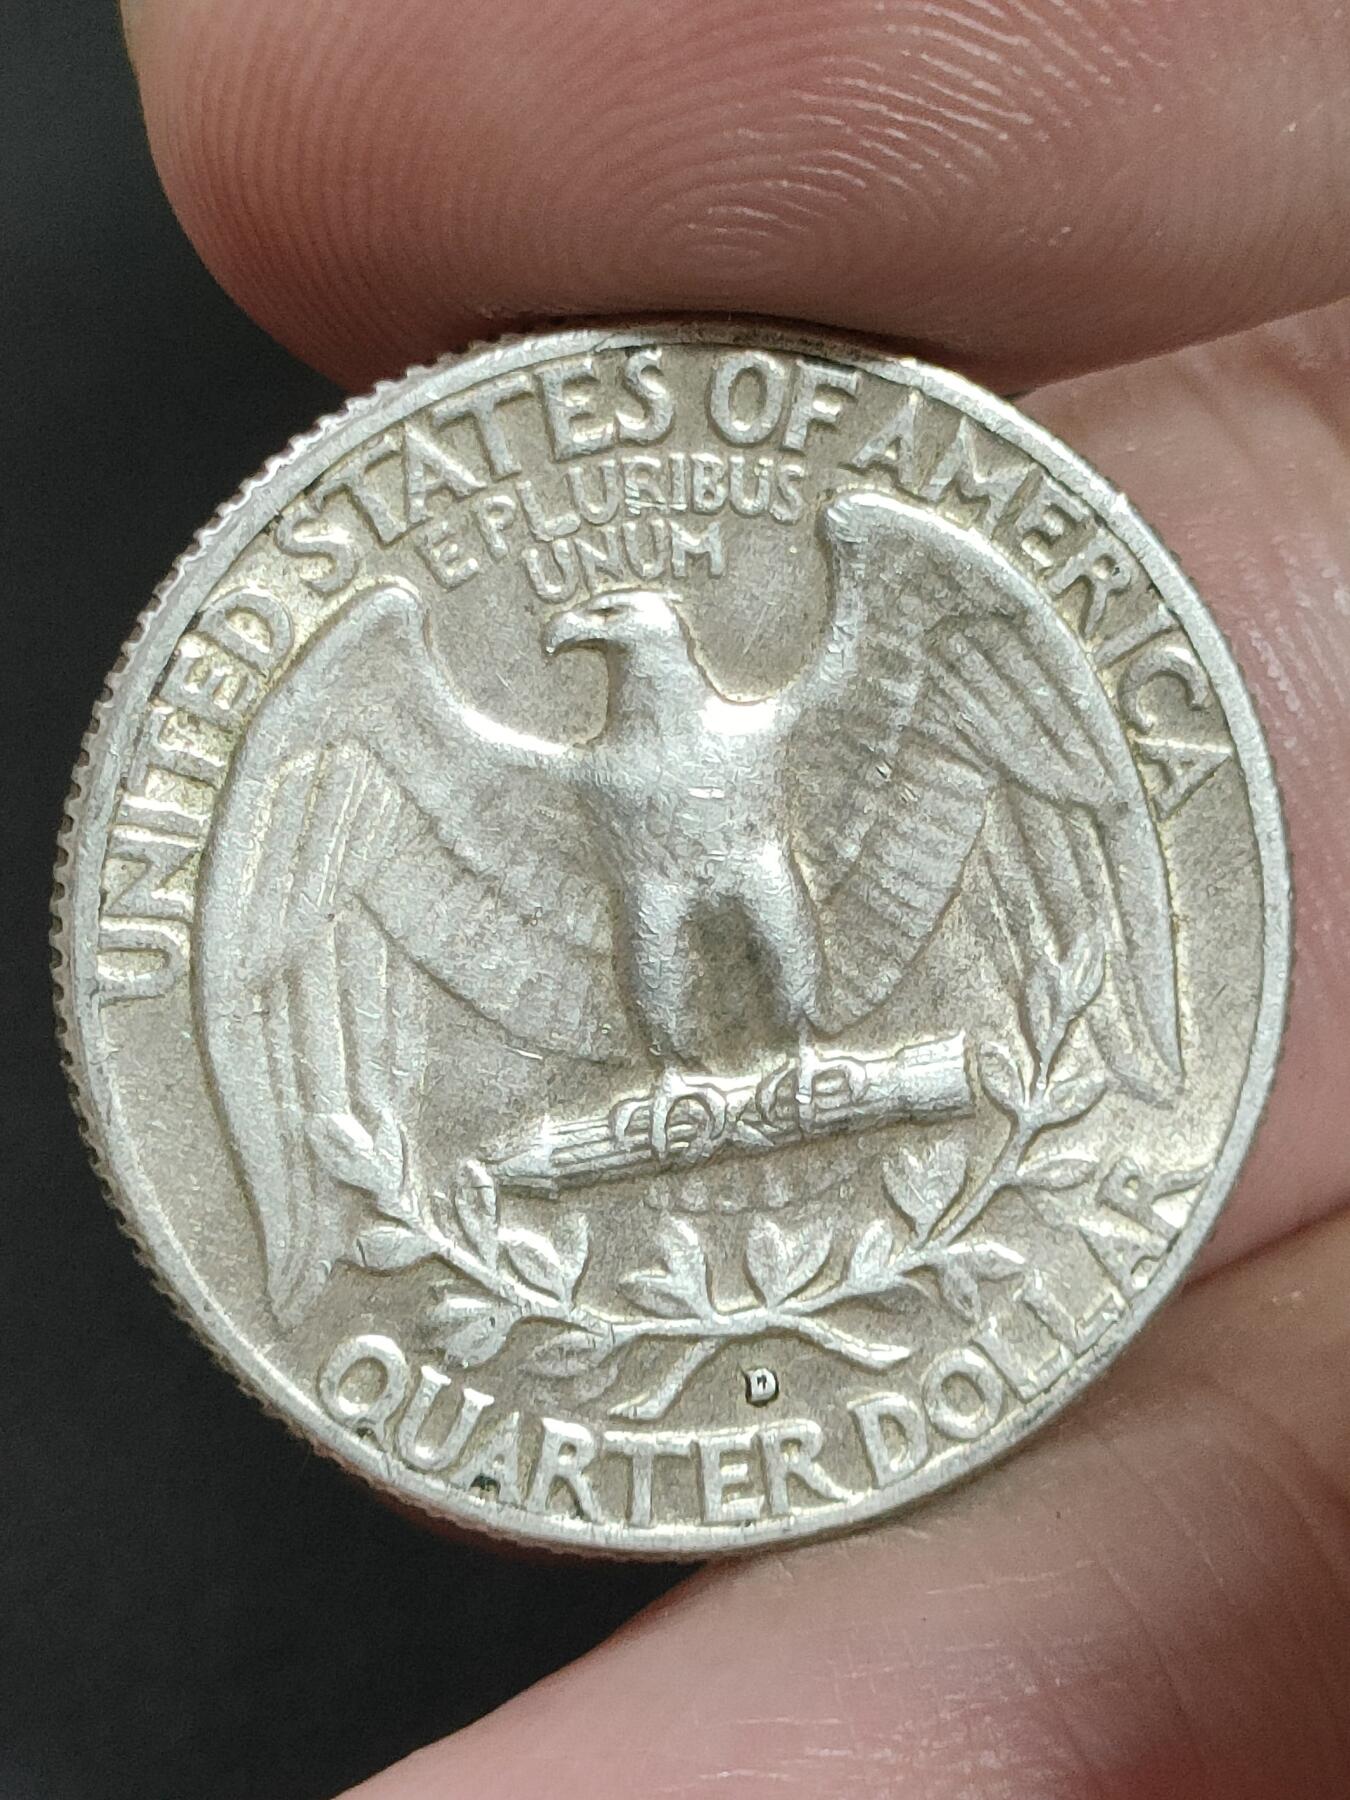 UNITED STATES OF AMERICA
E PLURIBUS
UNUM
D
QUARTER DOLLAR